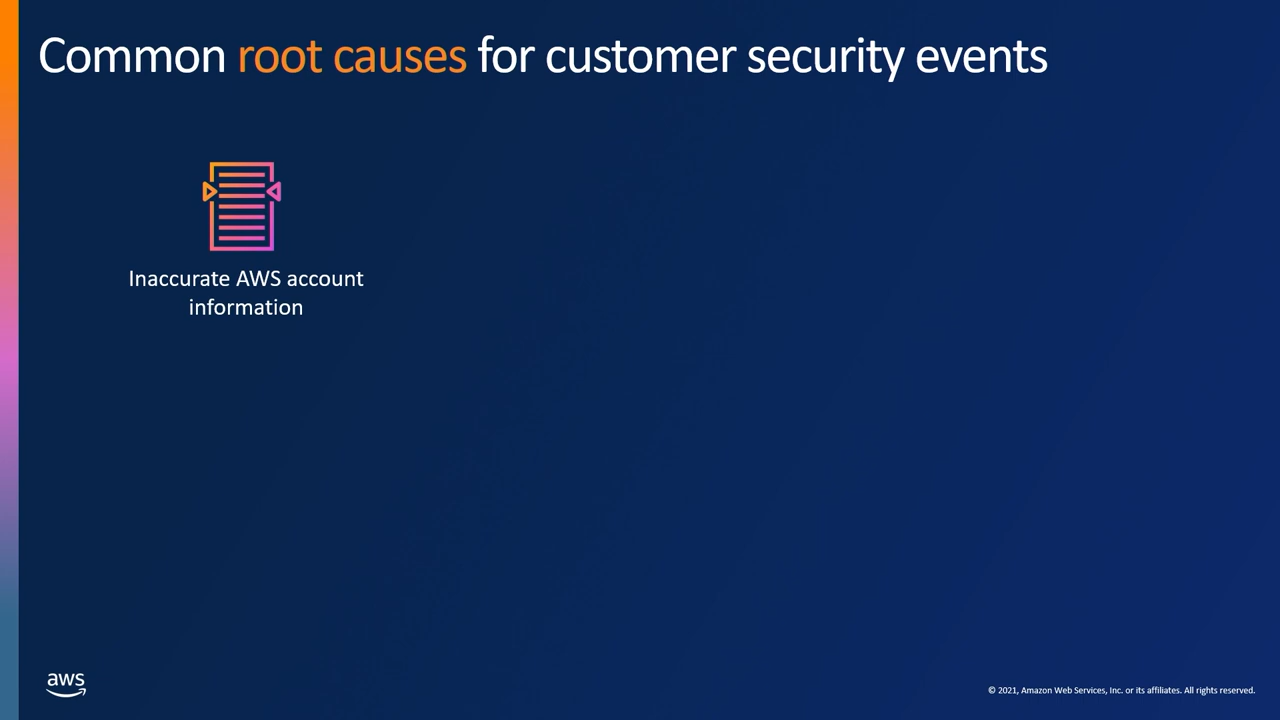 Common root causes for customer security events
Inaccurate AWS account
information
aws
© 2021, Amazon Web Services, Inc. or its affiliates. All rights reserved.